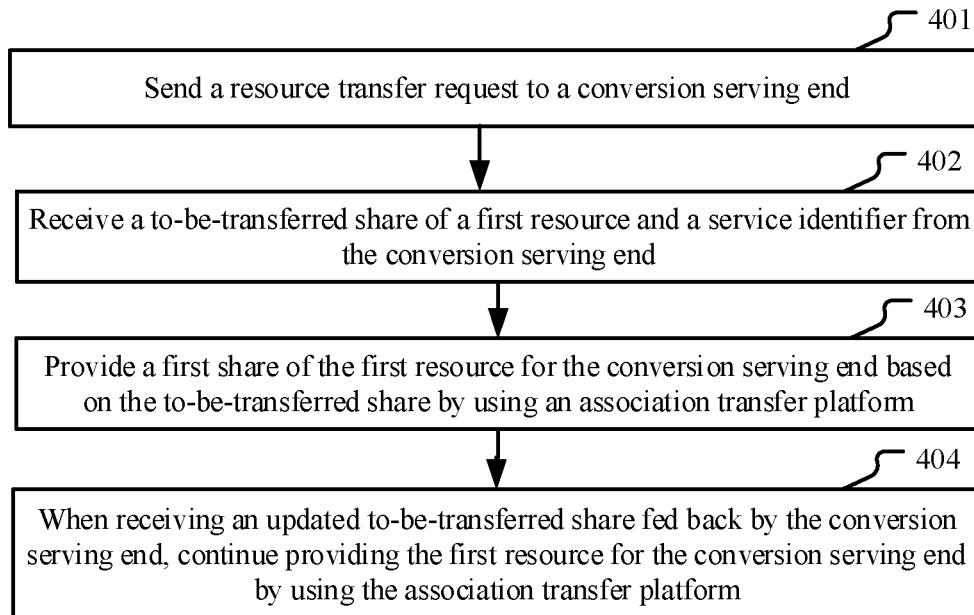 401
Send a resource transfer request to a conversion serving end
402
Receive a to-be-transferred share of a first resource and a service identifier from
the conversion serving end
403
Provide a first share of the first resource for the conversion serving end based
on the to-be-transferred share by using an association transfer platform
404
When receiving an updated to-be-transferred share fed back by the conversion
serving end, continue providing the first resource for the conversion serving end
by using the association transfer platform